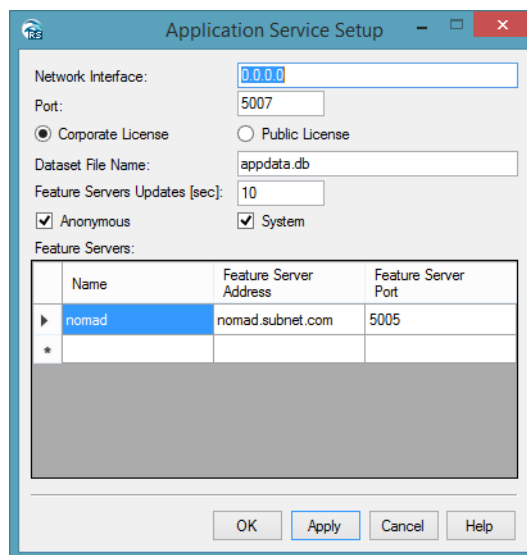 RS
Application Service Setup
Network Interface: 0.0.0.0
Port: 5007
Corporate License Public License
Dataset File Name: appdata.db
Feature Servers Updates [sec]: 10
Anonymous System
Feature Servers:
Name Feature Server Address Feature Server Port
nomad nomad.subnet.com 5005
OK Apply Cancel Help